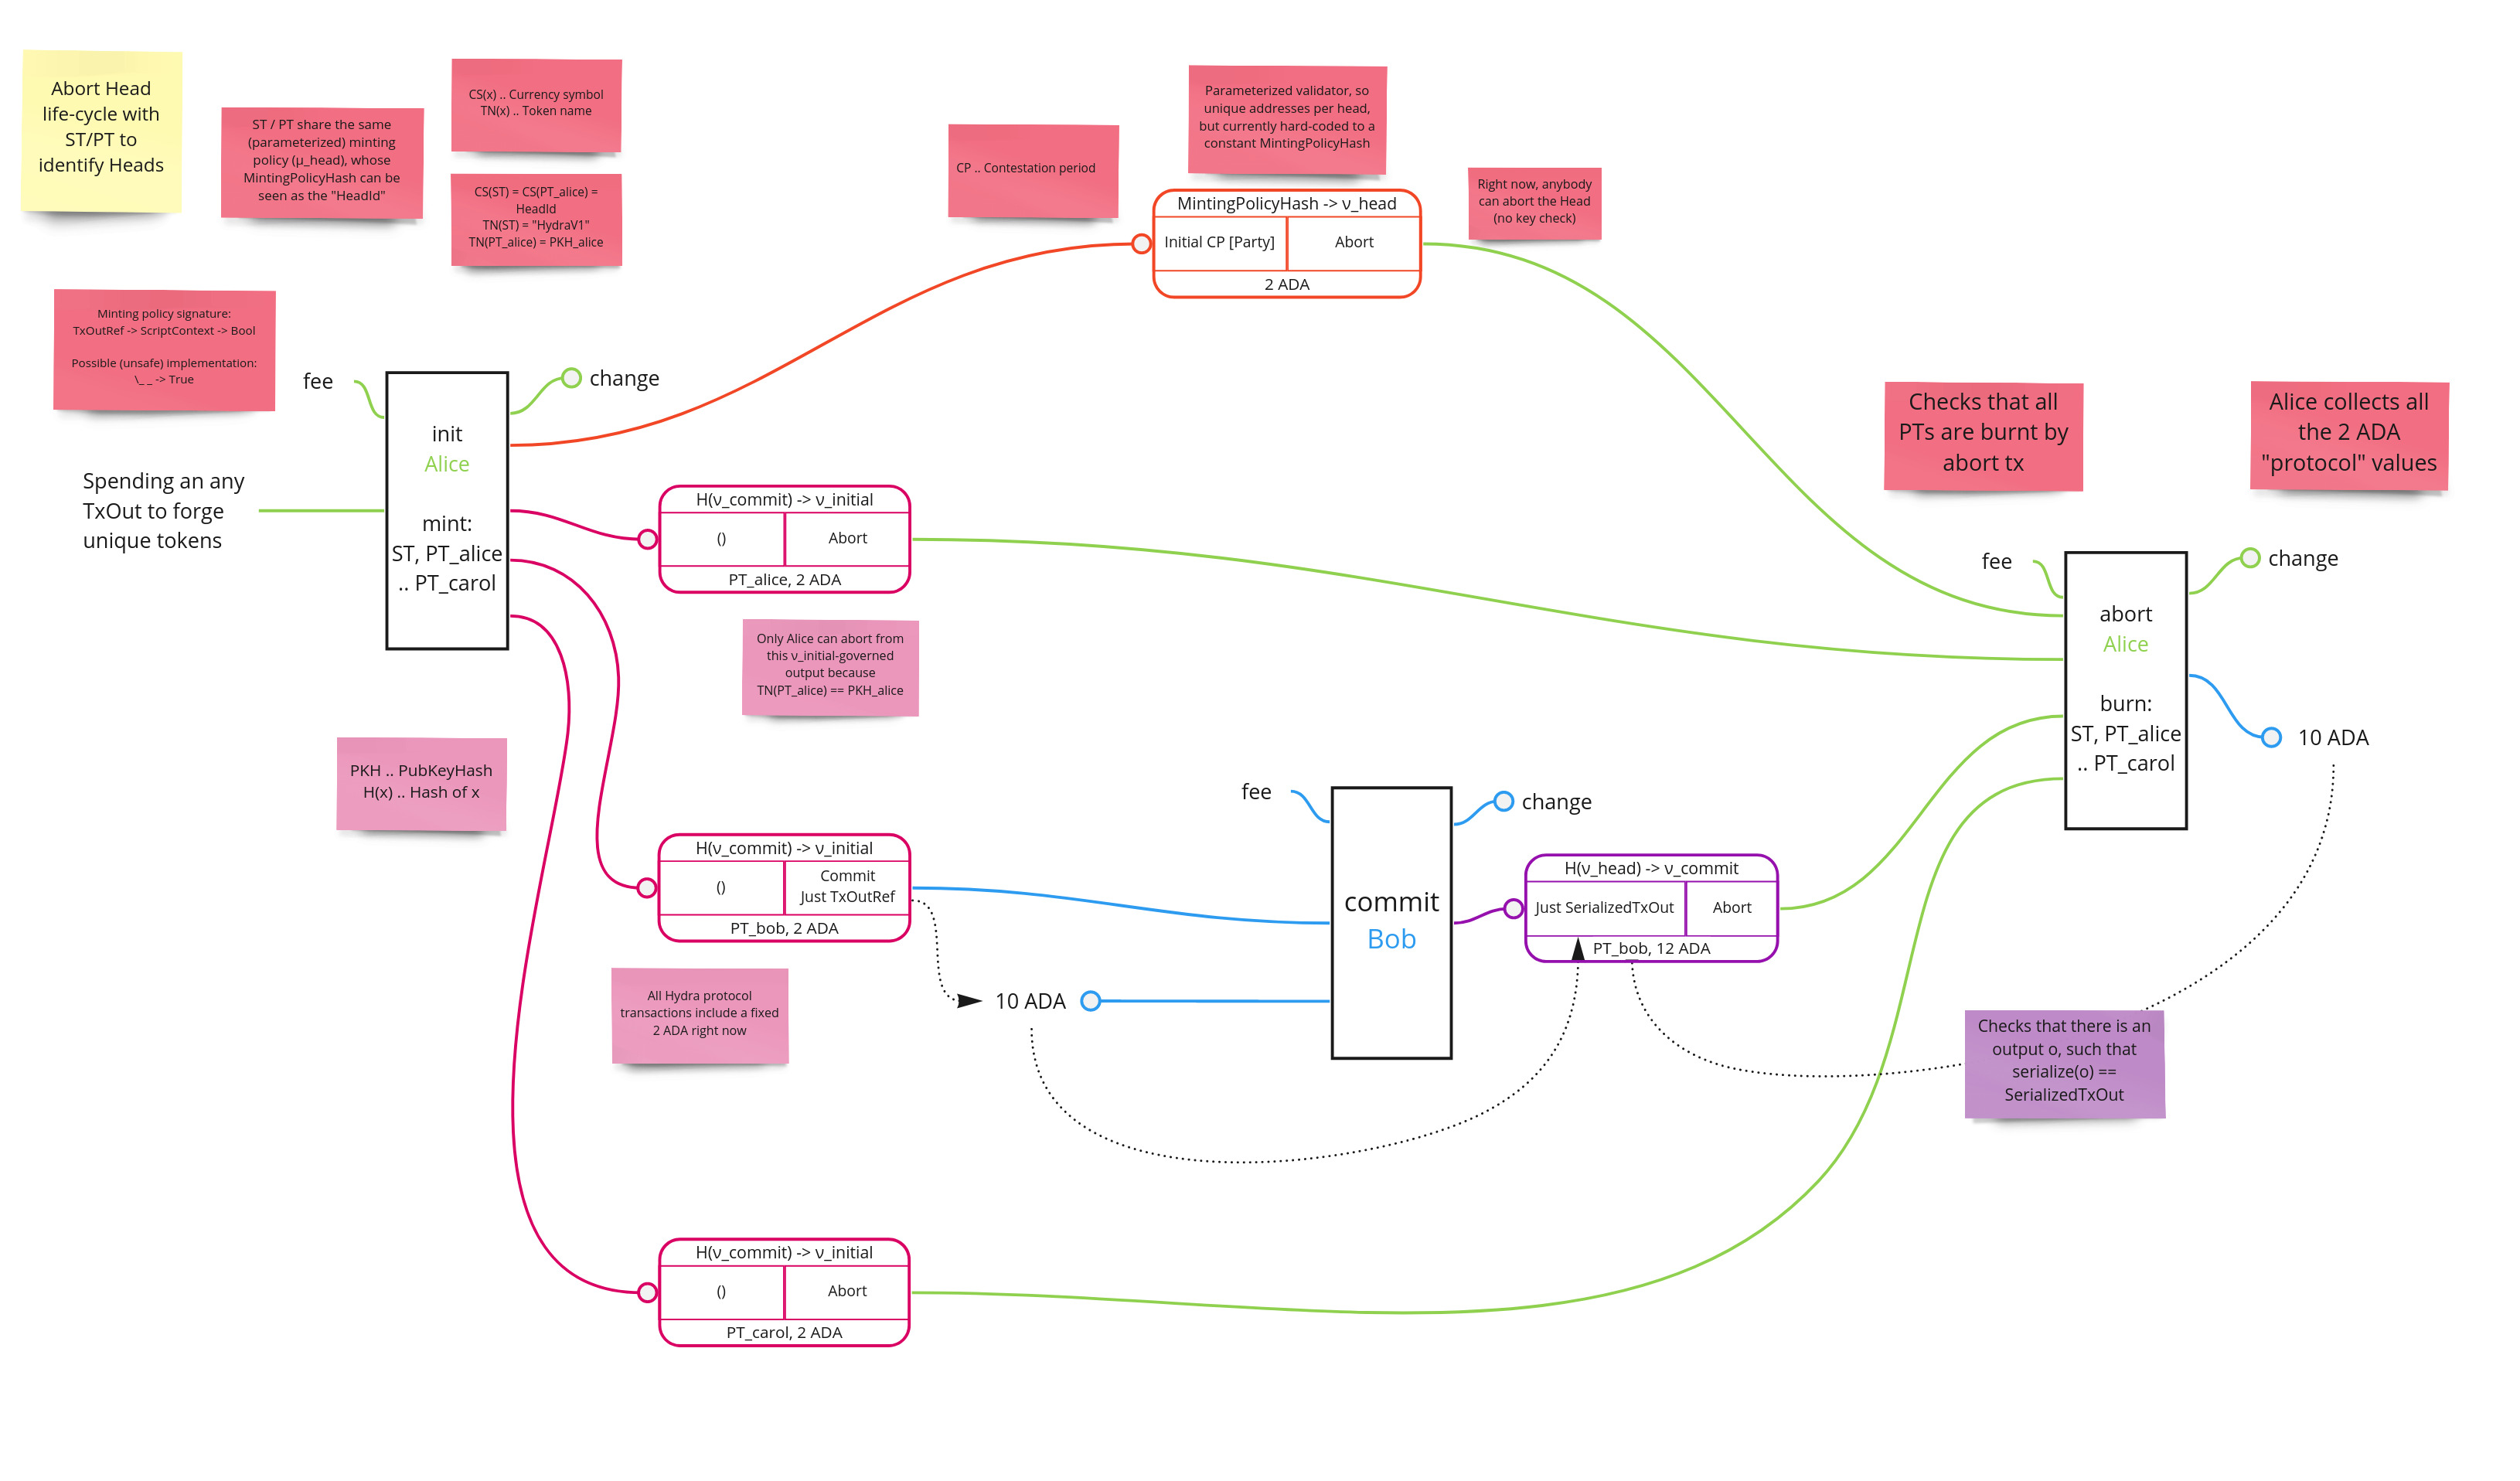 Abort Head
life-cycle with
ST/PT to
identify Heads
ST / PT share the same
(parameterized) minting
policy (μ_head), whose
MintingPolicyHash can be
seen as the "HeadId"
CS(x) .. Currency symbol
TN(x) .. Token name
CS(ST) = CS(PT_alice) =
HeadId
TN(ST) = "HydraV1"
TN(PT_alice) = PKH_alice
CP .. Contestation period
Parameterized validator, so
unique addresses per head,
but currently hard-coded to a
constant MintingPolicyHash
Right now, anybody
can abort the Head
(no key check)
MintingPolicyHash -> ν_head
Initial CP [Party]
Abort
2 ADA
Minting policy signature:
TxOutRef -> ScriptContext -> Bool
Possible (unsafe) implementation:
\_ _ -> True
fee
change
init
Alice
mint:
ST, PT_alice
.. PT_carol
Spending an any
TxOut to forge
unique tokens
H(ν_commit) -> ν_initial
()
Abort
PT_alice, 2 ADA
Only Alice can abort from
this ν_initial-governed
output because
TN(PT_alice) == PKH_alice
PKH .. PubKeyHash
H(x) .. Hash of x
H(ν_commit) -> ν_initial
()
Commit
Just TxOutRef
PT_bob, 2 ADA
All Hydra protocol
transactions include a fixed
2 ADA right now
10 ADA
fee
change
commit
Bob
H(ν_head) -> ν_commit
Just SerializedTxOut
Abort
PT_bob, 12 ADA
H(ν_commit) -> ν_initial
()
Abort
PT_carol, 2 ADA
Checks that all
PTs are burnt by
abort tx
Alice collects all
the 2 ADA
"protocol" values
fee
change
abort
Alice
burn:
ST, PT_alice
.. PT_carol
10 ADA
Checks that there is an
output o, such that
serialize(o) ==
SerializedTxOut